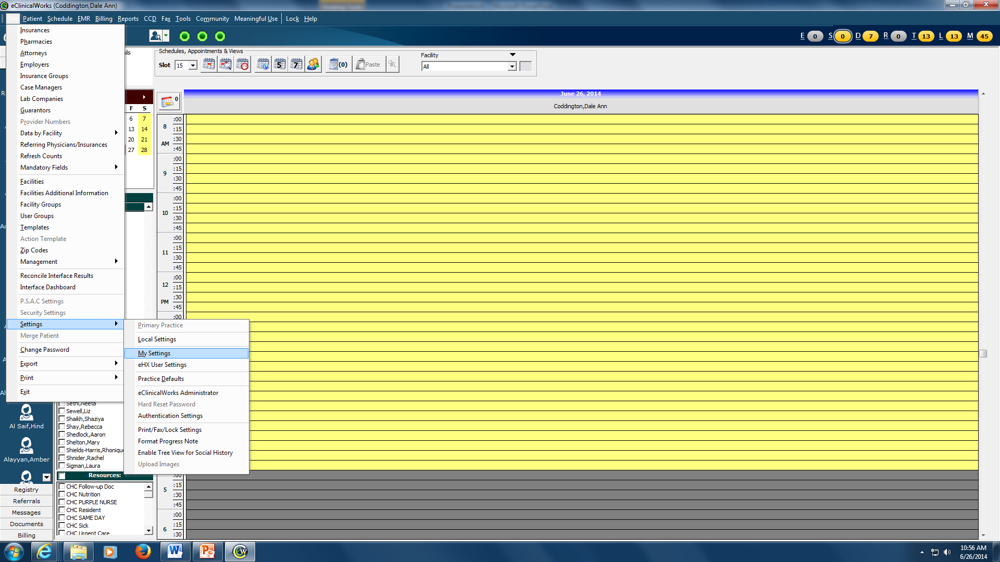 eClinicalWorks (Coddington,Dale Ann)
File Patient Schedule EMR Billing Reports CCD Fax Tools Community Meaningful Use Lock Help
E 0 S 0 D 7 R 0 T 13 L 13 M 45
Insurances
Pharmacies
Attorneys
Employers
Insurance Groups
Case Managers
Lab Companies
Guarantors
Provider Numbers
Data by Facility
Referring Physicians/Insurances
Refresh Counts
Mandatory Fields
Facilities
Facilities Additional Information
Facility Groups
User Groups
Templates
Action Template
Zip Codes
Management
Reconcile Interface Results
Interface Dashboard
P.S.A.C Settings
Security Settings
Settings
Merge Patient
Change Password
Export
Print
Exit
Primary Practice
Local Settings
My Settings
eHX User Settings
Practice Defaults
eClinicalWorks Administrator
Hard Reset Password
Authentication Settings
Print/Fax/Lock Settings
Format Progress Note
Enable Tree View for Social History
Upload Images
Schedules, Appointments & Views
Slot 15 5 7 (0) Paste
Facility
All
F S
6 7
13 14
20 21
27 28
0
June 26, 2014
Coddington,Dale Ann
8 AM :00 :15 :30 :45
9 :00 :15 :30 :45
10 :00 :15 :30 :45
11 :00 :15 :30 :45
12 PM :00 :15 :30 :45
:00
:00
5 :15 :30 :45
6 :00 :15 :30
Sethi,Neeta
Sewell,Liz
Shaikh,Shaziya
Shay,Rebecca
Shedlock,Aaron
Shelton,Mary
Shields-Harris,Rhonique
Shnider,Rachel
Sigman,Laura
Resources:
CHC Follow-up Doc
CHC Nutrition
CHC PURPLE NURSE
CHC Resident
CHC SAME DAY
CHC Sick
CHC Urgent Care
Al Saif,Hind
Alayyan,Amber
Registry
Referrals
Messages
Documents
Billing
10:56 AM
6/26/2014